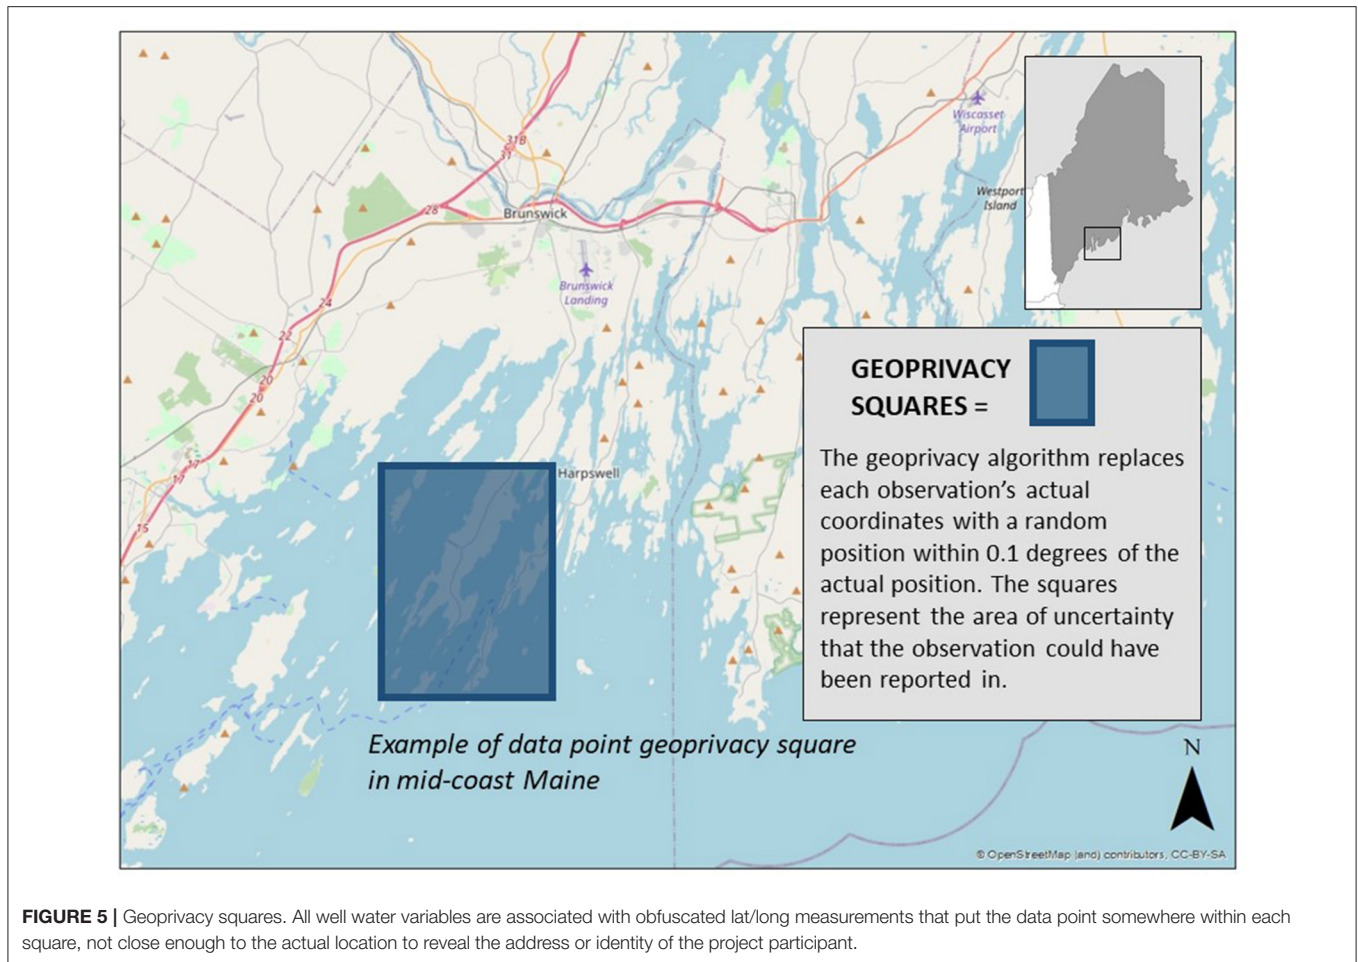 31B
31
Wiscasset
Airport
Westport
Island
28
Brunswick
Brunswick
Landing
24
22
20
20
17
17
15
Harpswell
GEOPRIVACY
SQUARES =
The geoprivacy algorithm replaces
each observation’s actual
coordinates with a random
position within 0.1 degrees of the
actual position. The squares
represent the area of uncertainty
that the observation could have
been reported in.
Example of data point geoprivacy square
in mid-coast Maine
N
© OpenStreetMap (and) contributors, CC-BY-SA
FIGURE 5 | Geoprivacy squares. All well water variables are associated with obfuscated lat/long measurements that put the data point somewhere within each
square, not close enough to the actual location to reveal the address or identity of the project participant.